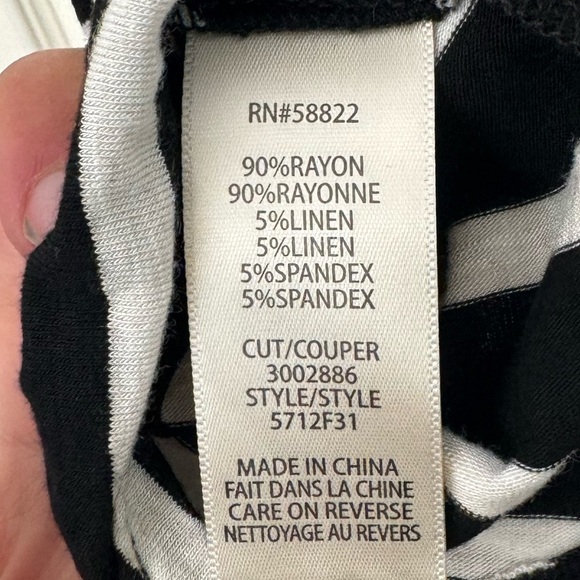 RN#58822
90%RAYON
90%RAYONNE
5%LINEN
5%LINEN
5%SPANDEX
5%SPANDEX
CUT/COUPER
3002886
STYLE/STYLE
5712F31
MADE IN CHINA
FAIT DANS LA CHINE
CARE ON REVERSE
NETTOYAGE AU REVERS